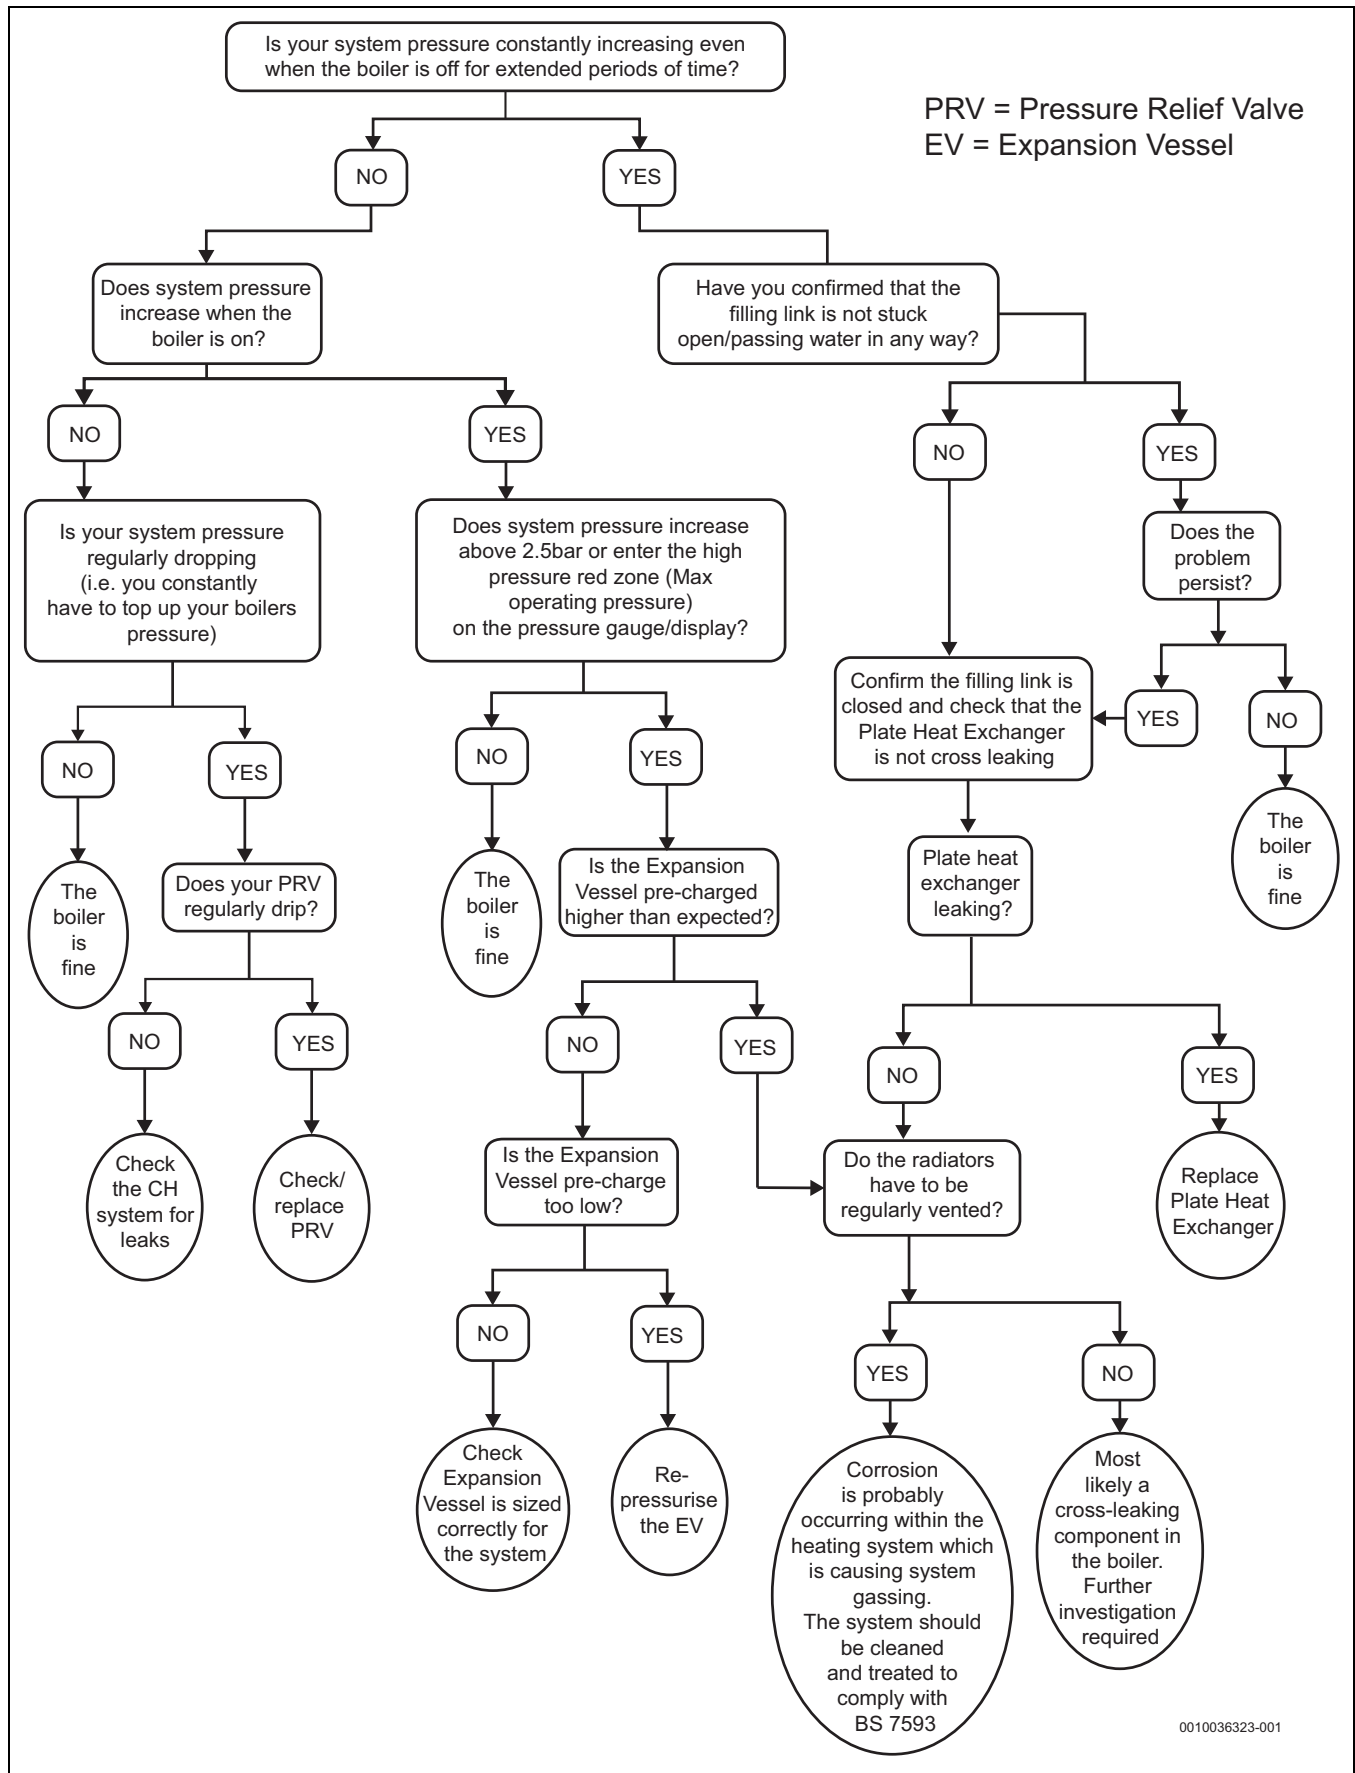 Is your system pressure constantly increasing even
when the boiler is off for extended periods of time?
PRV = Pressure Relief Valve
EV = Expansion Vessel
NO
YES
Does system pressure
increase when the
boiler is on?
Have you confirmed that the
filling link is not stuck
open/passing water in any way?
NO
YES
NO
YES
Is your system pressure
regularly dropping
(i.e. you constantly
have to top up your boilers
pressure)
Does system pressure increase
above 2.5bar or enter the high
pressure red zone (Max
operating pressure)
on the pressure gauge/display?
Does the
problem
persist?
Confirm the filling link is
closed and check that the
Plate Heat Exchanger
is not cross leaking
YES
NO
NO
YES
NO
YES
The
boiler
is
fine
Does your PRV
regularly drip?
The
boiler
is
fine
Is the Expansion
Vessel pre-charged
higher than expected?
Plate heat
exchanger
leaking?
The
boiler
is
fine
NO
YES
NO
YES
NO
YES
Check
the CH
system for
leaks
Check/
replace
PRV
Is the Expansion
Vessel pre-charge
too low?
Do the radiators
have to be
regularly vented?
Replace
Plate Heat
Exchanger
NO
YES
YES
NO
Check
Expansion
Vessel is sized
correctly for
the system
Re-
pressurise
the EV
Corrosion
is probably
occurring within the
heating system which
is causing system
gassing.
The system should
be cleaned
and treated to
comply with
BS 7593
Most
likely a
cross-leaking
component in
the boiler.
Further
investigation
required
0010036323-001